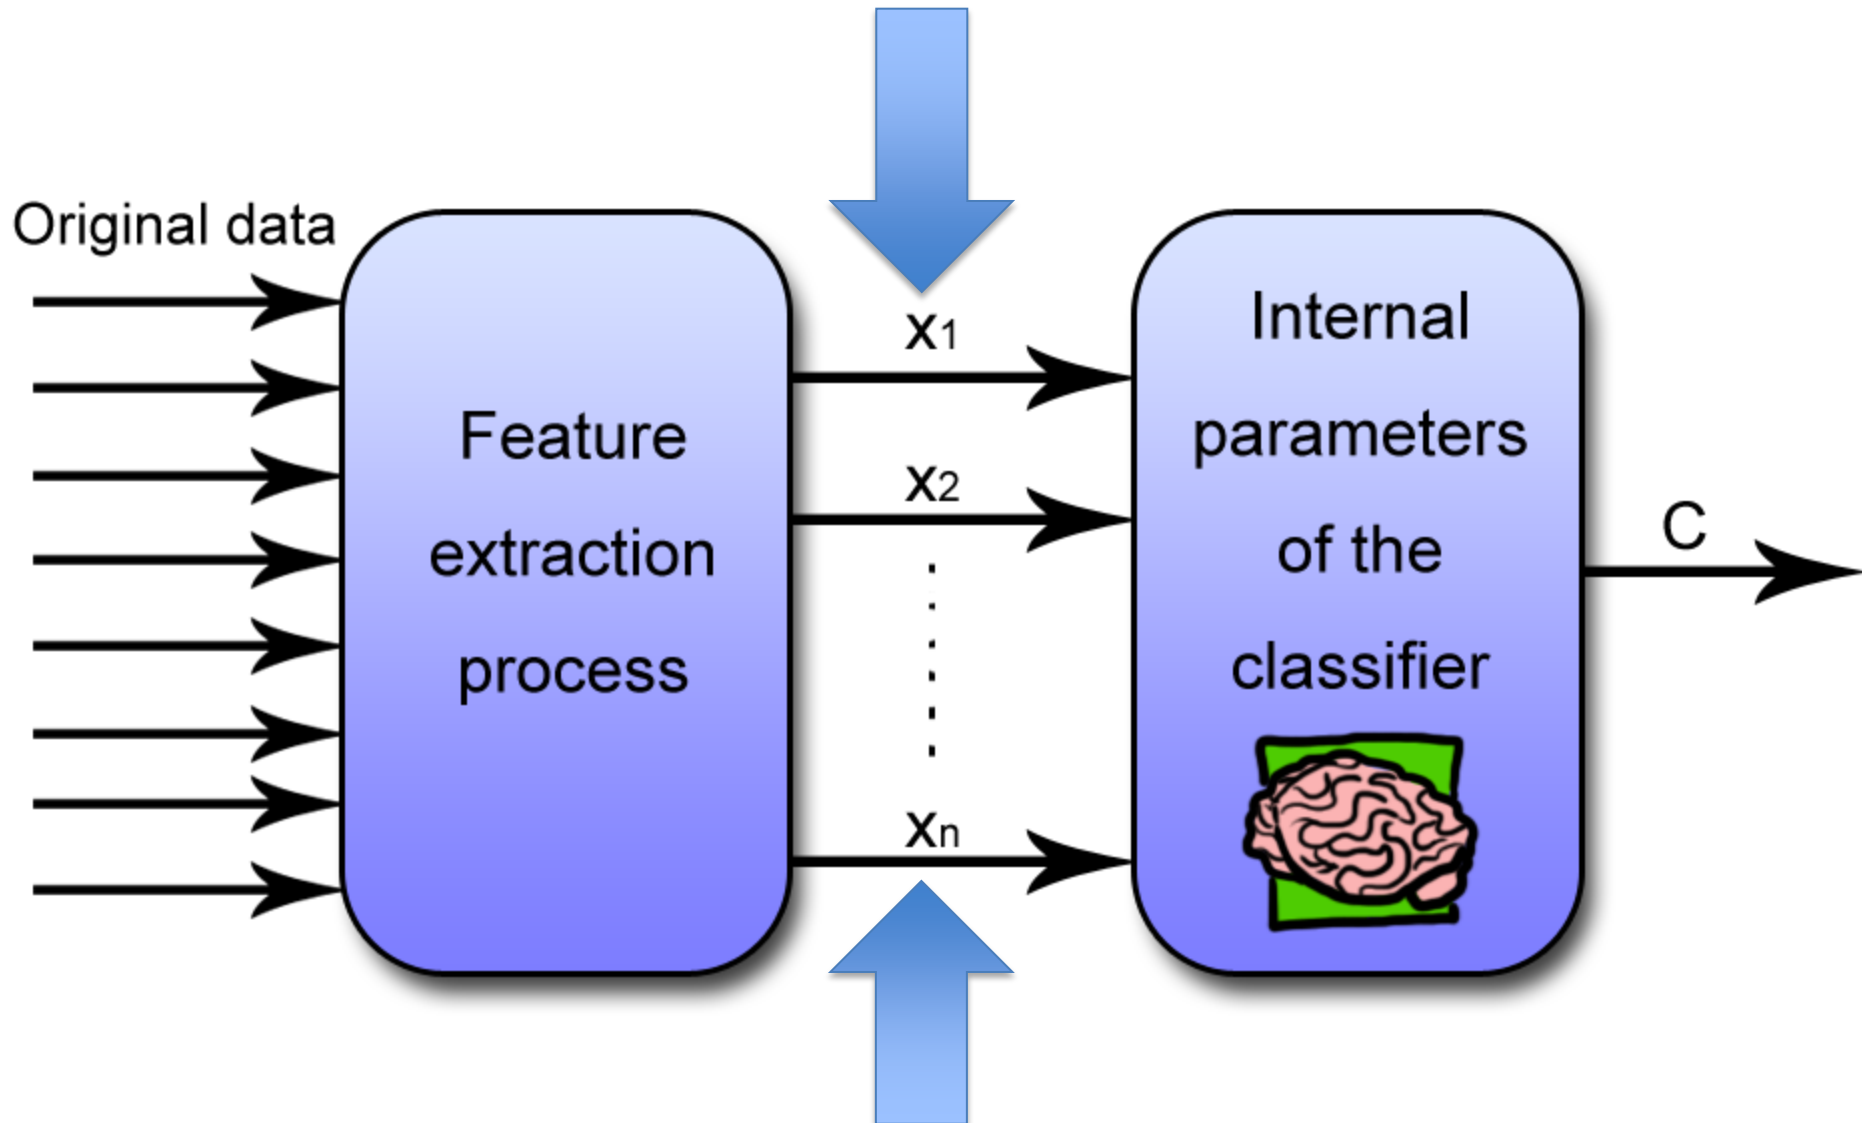 Original data
Feature
extraction
process
x1
x2
xn
Internal
parameters
of the
classifier
C